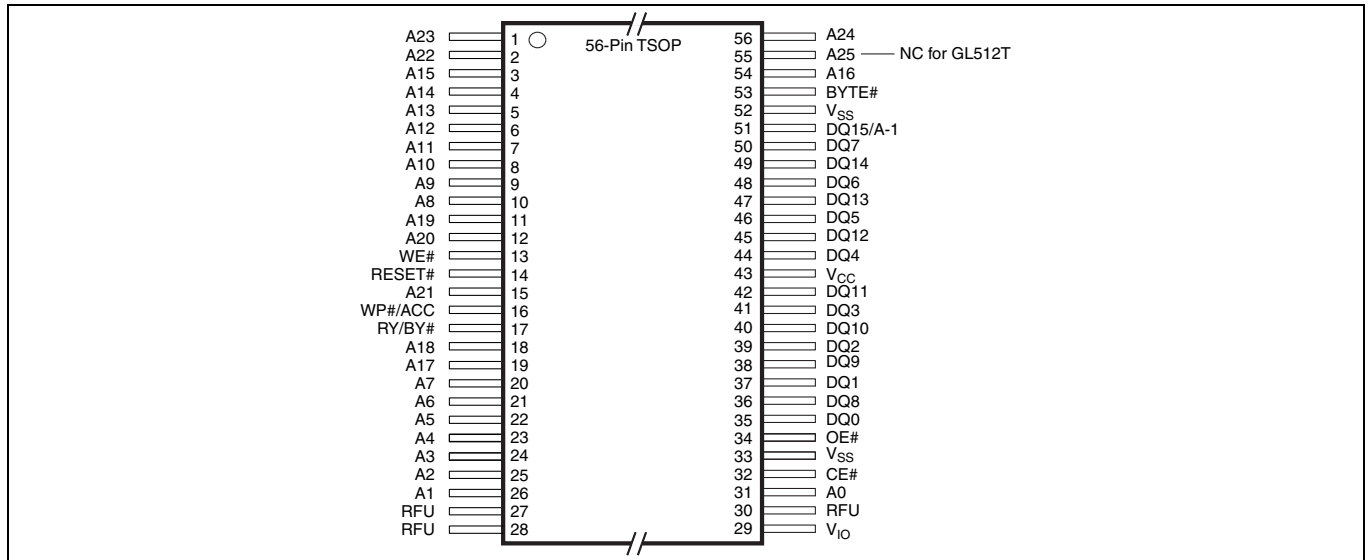 A23 1 56-Pin TSOP 56 A24
A22 2 55 A25 NC for GL512T
A15 3 54 A16
A14 4 53 BYTE#
A13 5 52 VSS
A12 6 51 DQ15/A-1
A11 7 50 DQ7
A10 8 49 DQ14
A9 9 48 DQ6
A8 10 47 DQ13
A19 11 46 DQ5
A20 12 45 DQ12
WE# 13 44 DQ4
RESET# 14 43 VCC
A21 15 42 DQ11
WP#/ACC 16 41 DQ3
RY/BY# 17 40 DQ10
A18 18 39 DQ2
A17 19 38 DQ9
A7 20 37 DQ1
A6 21 36 DQ8
A5 22 35 DQ0
A4 23 34 OE#
A3 24 33 VSS
A2 25 32 CE#
A1 26 31 A0
RFU 27 30 RFU
RFU 28 29 VIO